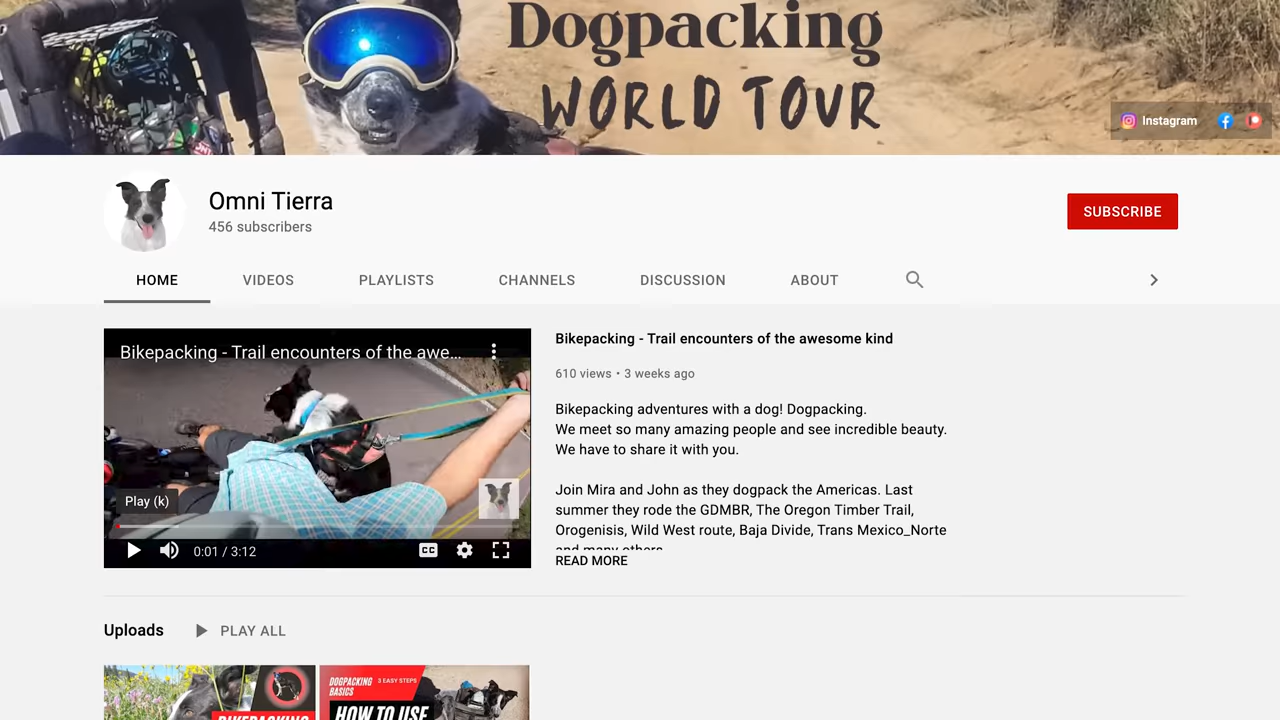 Dogpacking
WORLD TOUR
Instagram
Omni Tierra
456 subscribers
SUBSCRIBE
HOME
VIDEOS
PLAYLISTS
CHANNELS
DISCUSSION
ABOUT
Bikepacking - Trail encounters of the awe...
Play (k)
0:01 / 3:12
CC
Bikepacking - Trail encounters of the awesome kind
610 views • 3 weeks ago
Bikepacking adventures with a dog! Dogpacking.
We meet so many amazing people and see incredible beauty.
We have to share it with you.
Join Mira and John as they dogpack the Americas. Last
summer they rode the GDMBR, The Oregon Timber Trail,
Orogenisis, Wild West route, Baja Divide, Trans Mexico_Norte
and many others
READ MORE
Uploads
PLAY ALL
BIKEPACKING
DOGPACKING
BASICS
3 EASY STEPS
HOW TO USE